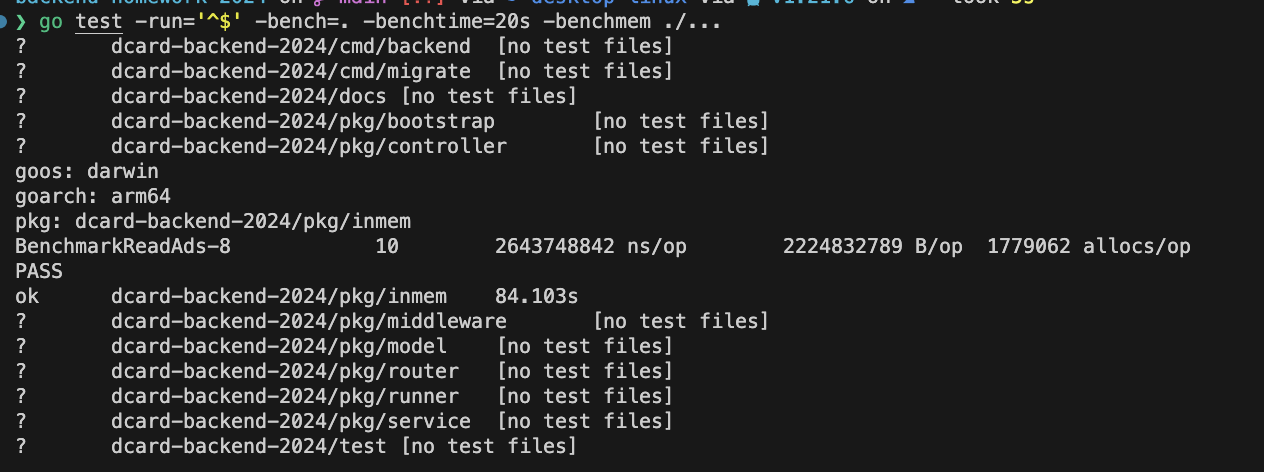 ❯ go test -run='^$' -bench=. -benchtime=20s -benchmem ./...
? dcard-backend-2024/cmd/backend [no test files]
? dcard-backend-2024/cmd/migrate [no test files]
? dcard-backend-2024/docs [no test files]
? dcard-backend-2024/pkg/bootstrap [no test files]
? dcard-backend-2024/pkg/controller [no test files]
goos: darwin
goarch: arm64
pkg: dcard-backend-2024/pkg/inmem
BenchmarkReadAds-8 10 2643748842 ns/op 2224832789 B/op 1779062 allocs/op
PASS
ok dcard-backend-2024/pkg/inmem 84.103s
? dcard-backend-2024/pkg/middleware [no test files]
? dcard-backend-2024/pkg/model [no test files]
? dcard-backend-2024/pkg/router [no test files]
? dcard-backend-2024/pkg/runner [no test files]
? dcard-backend-2024/pkg/service [no test files]
? dcard-backend-2024/test [no test files]